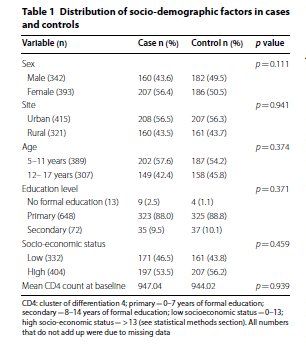 Table 1 Distribution of socio-demographic factors in cases
and controls
Variable (n) Case n (%) Control n (%) p value
Sex p=0.111
Male (342) 160 (43.6) 182 (49.5)
Female (393) 207 (56.4) 186 (50.5)
Site p=0.941
Urban (415) 208 (56.5) 207 (56.3)
Rural (321) 160 (43.5) 161 (43.7)
Age p=0.374
5–11 years (389) 202 (57.6) 187 (54.2)
12– 17 years (307) 149 (42.4) 158 (45.8)
Education level p=0.371
No formal education (13) 9 (2.5) 4 (1.1)
Primary (648) 323 (88.0) 325 (88.8)
Secondary (72) 35 (9.5) 37 (10.1)
Socio-economic status p=0.459
Low (332) 171 (46.5) 161 (43.8)
High (404) 197 (53.5) 207 (56.2)
Mean CD4 count at baseline 947.04 944.02 p=0.939
CD4: cluster of differentiation 4; primary—0–7 years of formal education;
secondary—8–14 years of formal education; low socioeconomic status—0–13;
high socio-economic status—>13 (see statistical methods section). All numbers
that do not add up were due to missing data